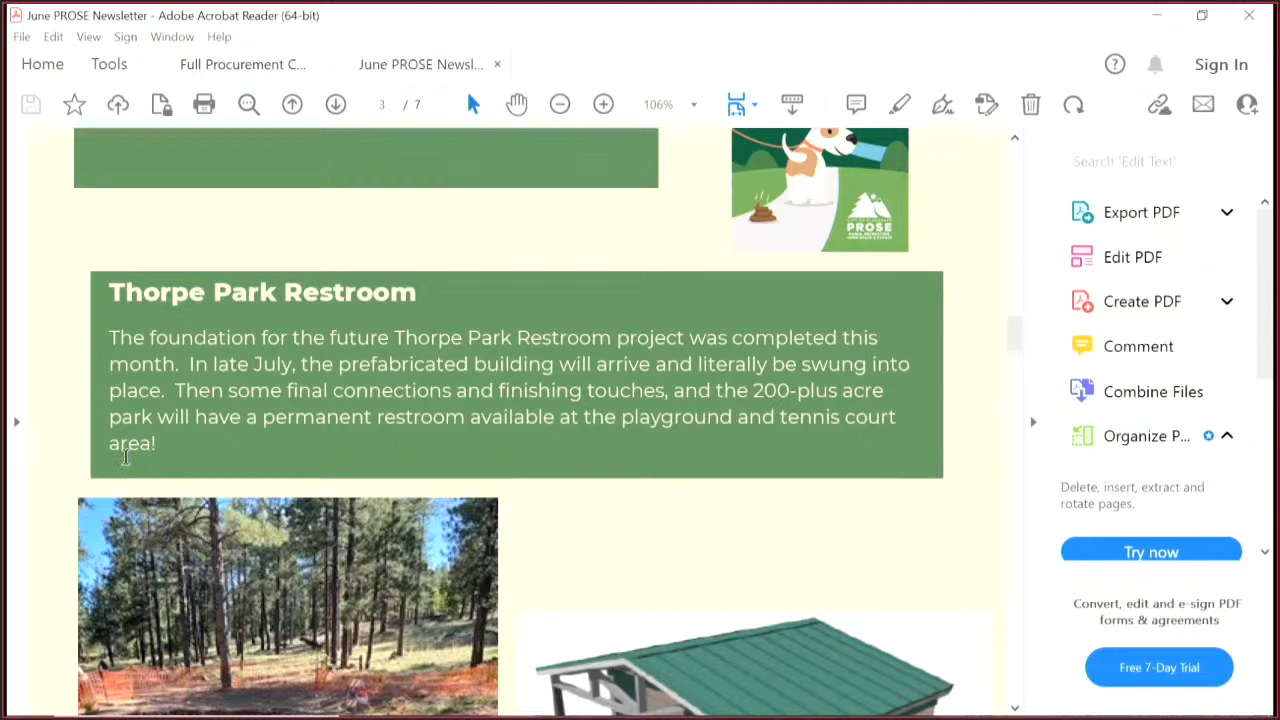 June PROSE Newsletter - Adobe Acrobat Reader (64-bit)
File Edit View Sign Window Help
Home Tools Full Procurement C... June PROSE Newsl... ×
Sign In
3 / 7 106%
PROSE
Search 'Edit Text'
Export PDF
Edit PDF
Create PDF
Comment
Combine Files
Organize P...
Delete, insert, extract and
rotate pages.
Try now
Convert, edit and e-sign PDF
forms & agreements
Free 7-Day Trial
Thorpe Park Restroom
The foundation for the future Thorpe Park Restroom project was completed this
month. In late July, the prefabricated building will arrive and literally be swung into
place. Then some final connections and finishing touches, and the 200-plus acre
park will have a permanent restroom available at the playground and tennis court
area!